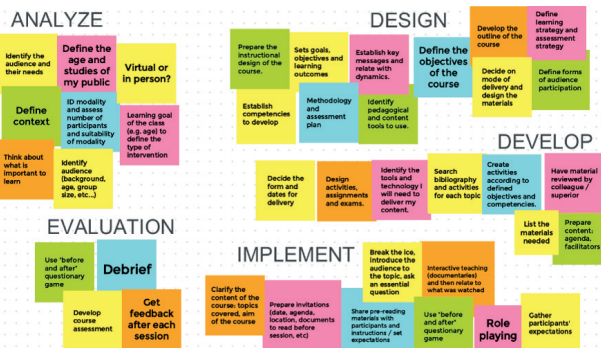 ANALYZE
Identify the
audience and
their needs
Define the
age and
studies of
my public
Virtual or
in person?
Define
context
ID modality
and assess
number of
participants
and suitability
of modality
Learning goal
of the class
(e.g. age) to
define the
type of
intervention
Think about
what is
important to
learn
Identify
audience
(background,
age, group
size, etc...)
DESIGN
Prepare the
instructional
design of the
course.
Sets goals,
objectives and
learning
outcomes
Establish key
messages and
relate with
dynamics.
Define the
objectives
of the
course
Develop the
outline of the
course
Define
learning
strategy and
assessment
strategy
Decide on mode
of delivery and
design the
materials
Define forms of
audience
participation
Establish
competencies
to develop
Methodology
and
assessment
plan
Identify
pedagogical
and content
tools to use.
DEVELOP
Decide the
form and
dates for
delivery
Design
activities,
assignments
and exams.
Identify the
tools and
technology I
will need to
deliver my
content.
Search
bibliography
and activities
for each topic
Create
activities
according to
defined
objectives and
competencies.
Have material
reviewed by
colleague /
superior
List the
materials
needed
Prepare
content;
agenda,
facilitators
EVALUATION
Use 'before
and after'
questionary
game
Debrief
Develop
course
assessment
Get
feedback
after each
session
IMPLEMENT
Clarify the
content of the
course: topics
covered, aim of
the course
Prepare invitations
(date, agenda,
location, documents
to read before
session, etc)
Break the ice,
introduce the
audience to the
topic, ask
an essential
question
Interactive teaching
(documentaries)
and then relate to
what was watched
Share pre-reading
materials with
participants and
instructions / set
expectations
Use 'before
and after'
questionary
game
Role
playing
Gather
participants'
expectations